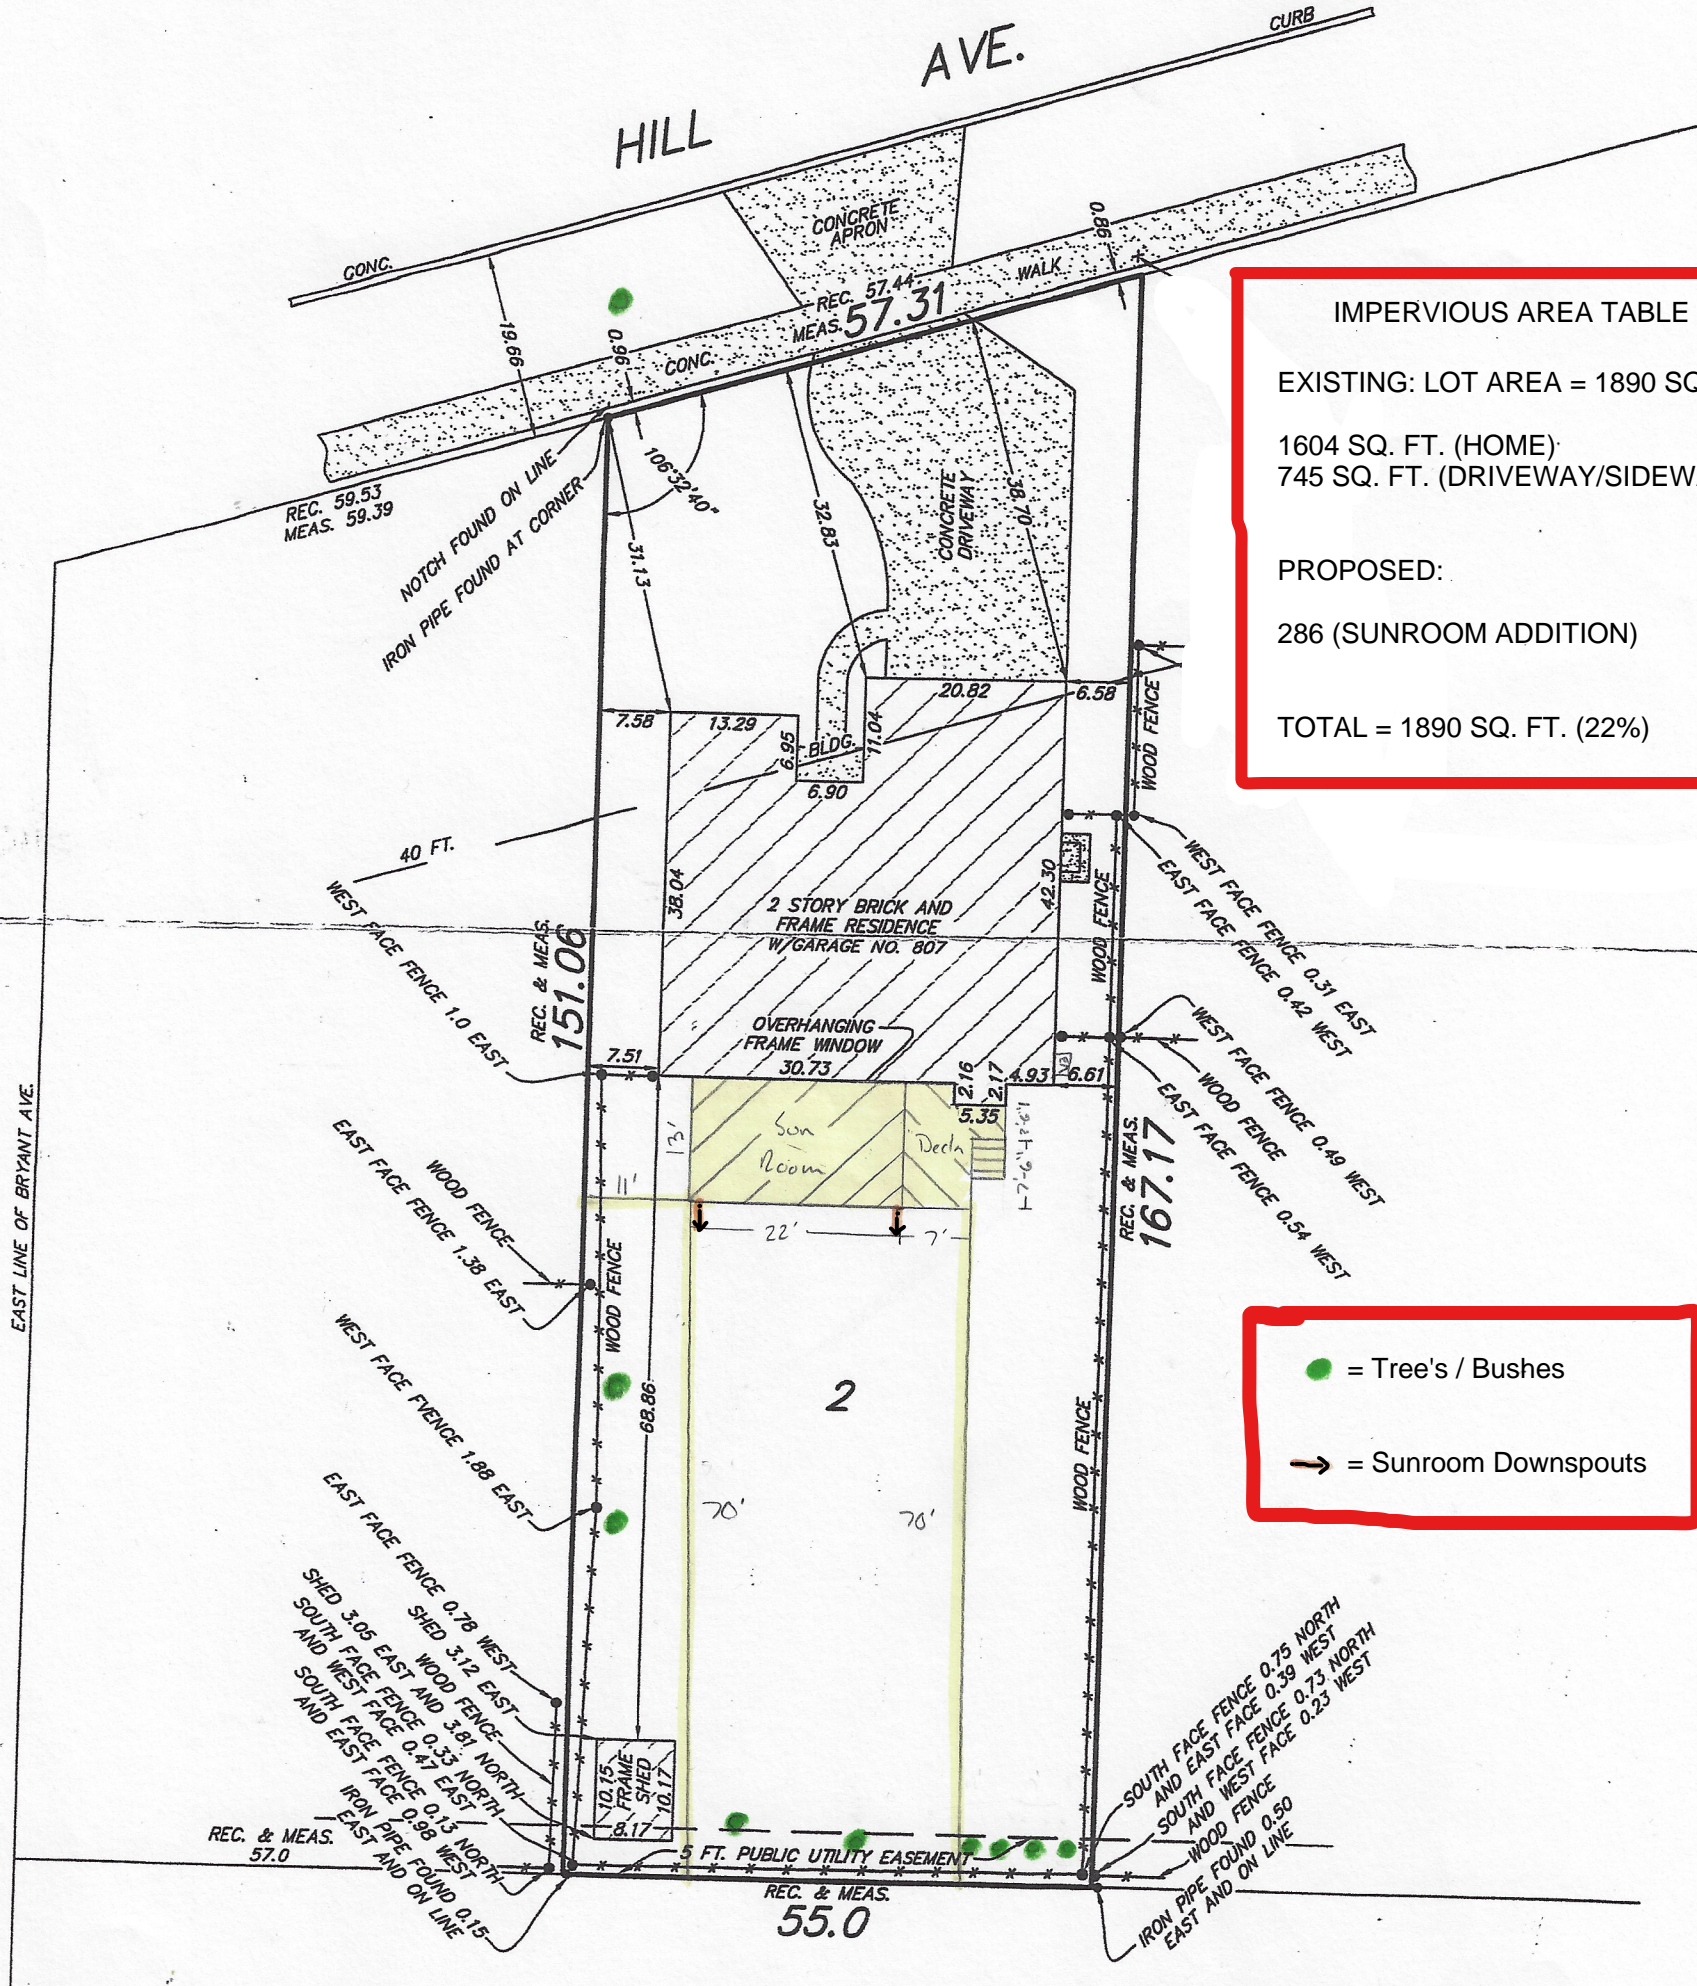 HILL AVE.
CURB
CONC.
CONCRETE
APRON
0.86
WALK
REC. 57.44
MEAS. 57.31
19.66
0.96
CONC.
IMPERVIOUS AREA TABLE
EXISTING: LOT AREA = 1890 SQ
1604 SQ. FT. (HOME)
745 SQ. FT. (DRIVEWAY/SIDEWA
PROPOSED:
286 (SUNROOM ADDITION)
TOTAL = 1890 SQ. FT. (22%)
REC. 59.53
MEAS. 59.39
NOTCH FOUND ON LINE
IRON PIPE FOUND AT CORNER
106°32'40"
31.13
32.83
38.70
CONCRETE
DRIVEWAY
7.58
13.29
6.95
BLDG.
11.04
6.90
20.82
6.58
WOOD FENCE
40 FT.
38.04
42.30
2 STORY BRICK AND
FRAME RESIDENCE
W/GARAGE NO. 807
WOOD FENCE
WEST FACE FENCE 0.31 EAST
EAST FACE FENCE 0.42 WEST
WEST FACE FENCE 1.0 EAST
REC. & MEAS.
151.06
OVERHANGING
FRAME WINDOW
7.51
30.73
2.16
2.17
4.93
6.61
5.35
WEST FACE FENCE 0.49 WEST
WOOD FENCE
EAST FACE FENCE 0.54 WEST
Sun
Room
Deck
13'
11'
22'
7'
REC. & MEAS.
167.17
EAST LINE OF BRYANT AVE.
WOOD FENCE
EAST FACE FENCE 1.38 EAST
WOOD FENCE
WEST FACE FVENCE 1.88 EAST
68.86
2
WOOD FENCE
70'
70'
= Tree's / Bushes
= Sunroom Downspouts
EAST FACE FENCE 0.78 WEST
SHED 3.12 EAST
WOOD FENCE
SHED 3.05 EAST AND 3.81 NORTH
SOUTH FACE FENCE 0.33 NORTH
AND WEST FACE 0.47 EAST
SOUTH FACE FENCE 0.13 NORTH
AND EAST FACE 0.98 WEST
IRON PIPE FOUND 0.15
EAST AND ON LINE
10.15
FRAME
SHED
10.17
8.17
SOUTH FACE FENCE 0.75 NORTH
AND EAST FACE 0.39 WEST
SOUTH FACE FENCE 0.73 NORTH
AND WEST FACE 0.23 WEST
WOOD FENCE
IRON PIPE FOUND 0.50
EAST AND ON LINE
REC. & MEAS.
57.0
5 FT. PUBLIC UTILITY EASEMENT
REC. & MEAS.
55.0